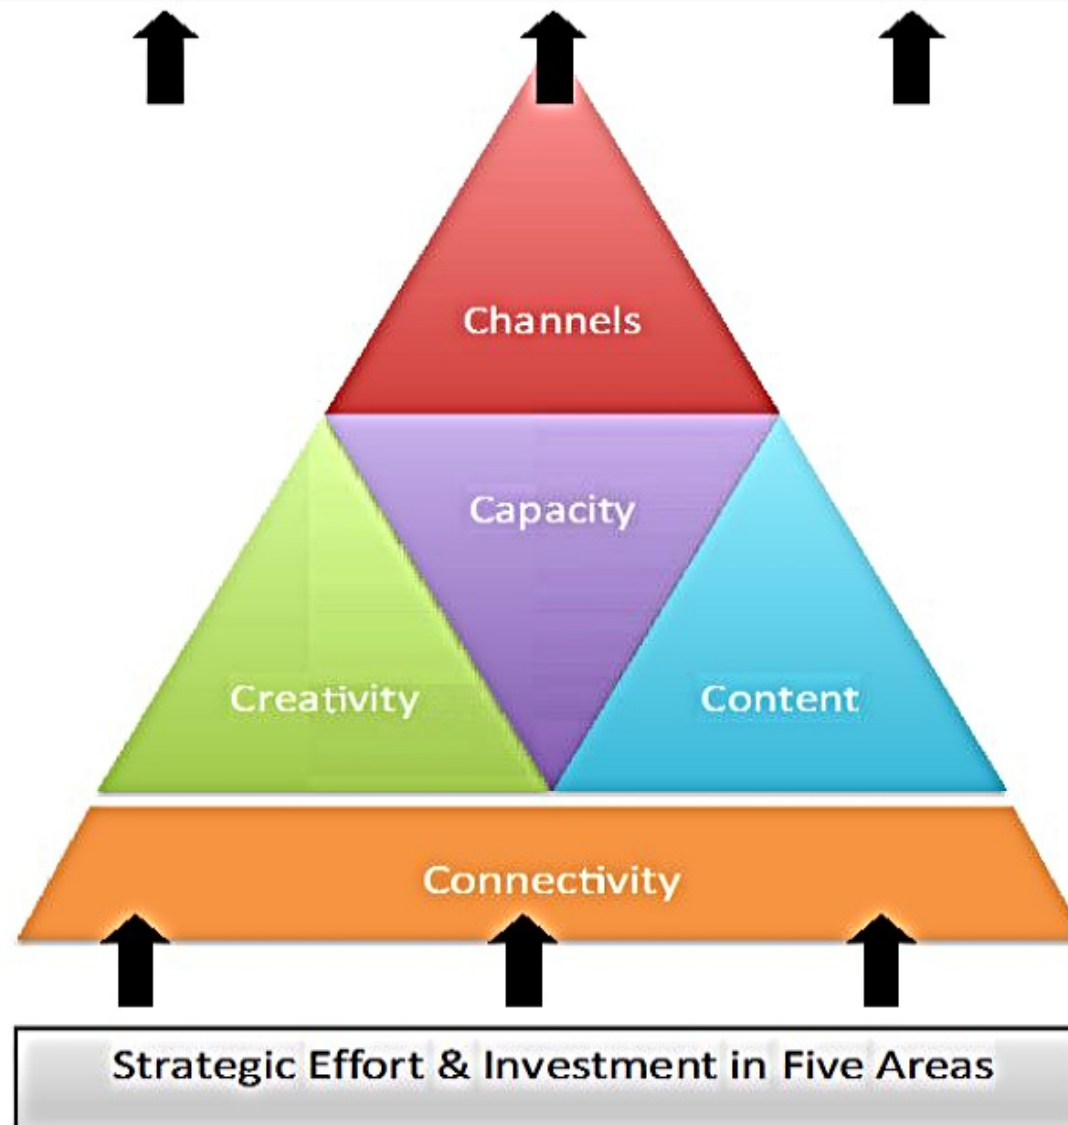 Channels
Capacity
Creativity
Content
Connectivity
Strategic Effort & Investment in Five Areas